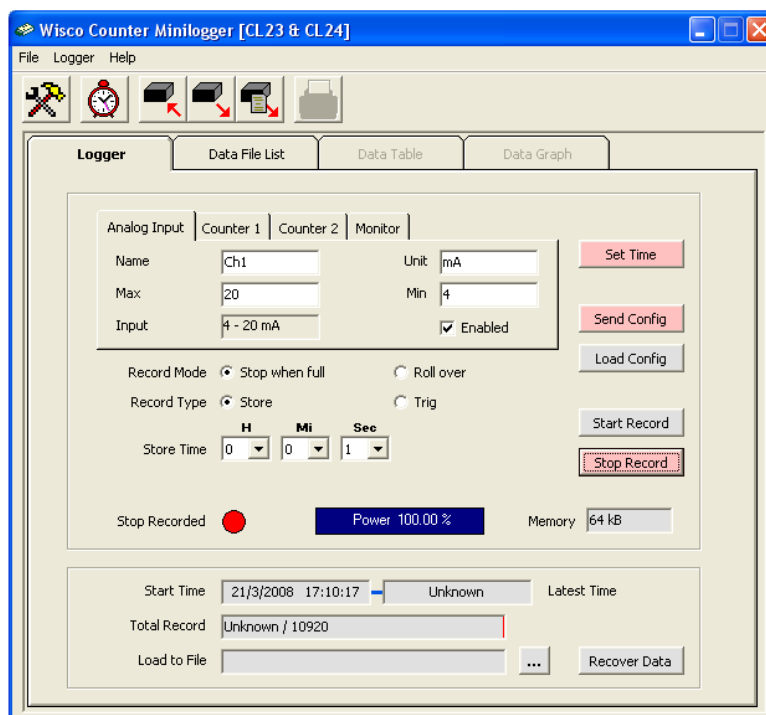 Wisco Counter Minilogger [CL23 & CL24]
File Logger Help
Logger Data File List Data Table Data Graph
Analog Input Counter 1 Counter 2 Monitor
Name Ch1 Unit mA
Set Time
Max 20 Min 4
Input 4 - 20 mA Enabled
Send Config
Load Config
Record Mode Stop when full Roll over
Record Type Store Trig
Start Record
H Mi Sec
Store Time 0 0 1
Stop Record
Stop Recorded Power 100.00 % Memory 64 kB
Start Time 21/3/2008 17:10:17 Unknown Latest Time
Total Record Unknown / 10920
Load to File ... Recover Data